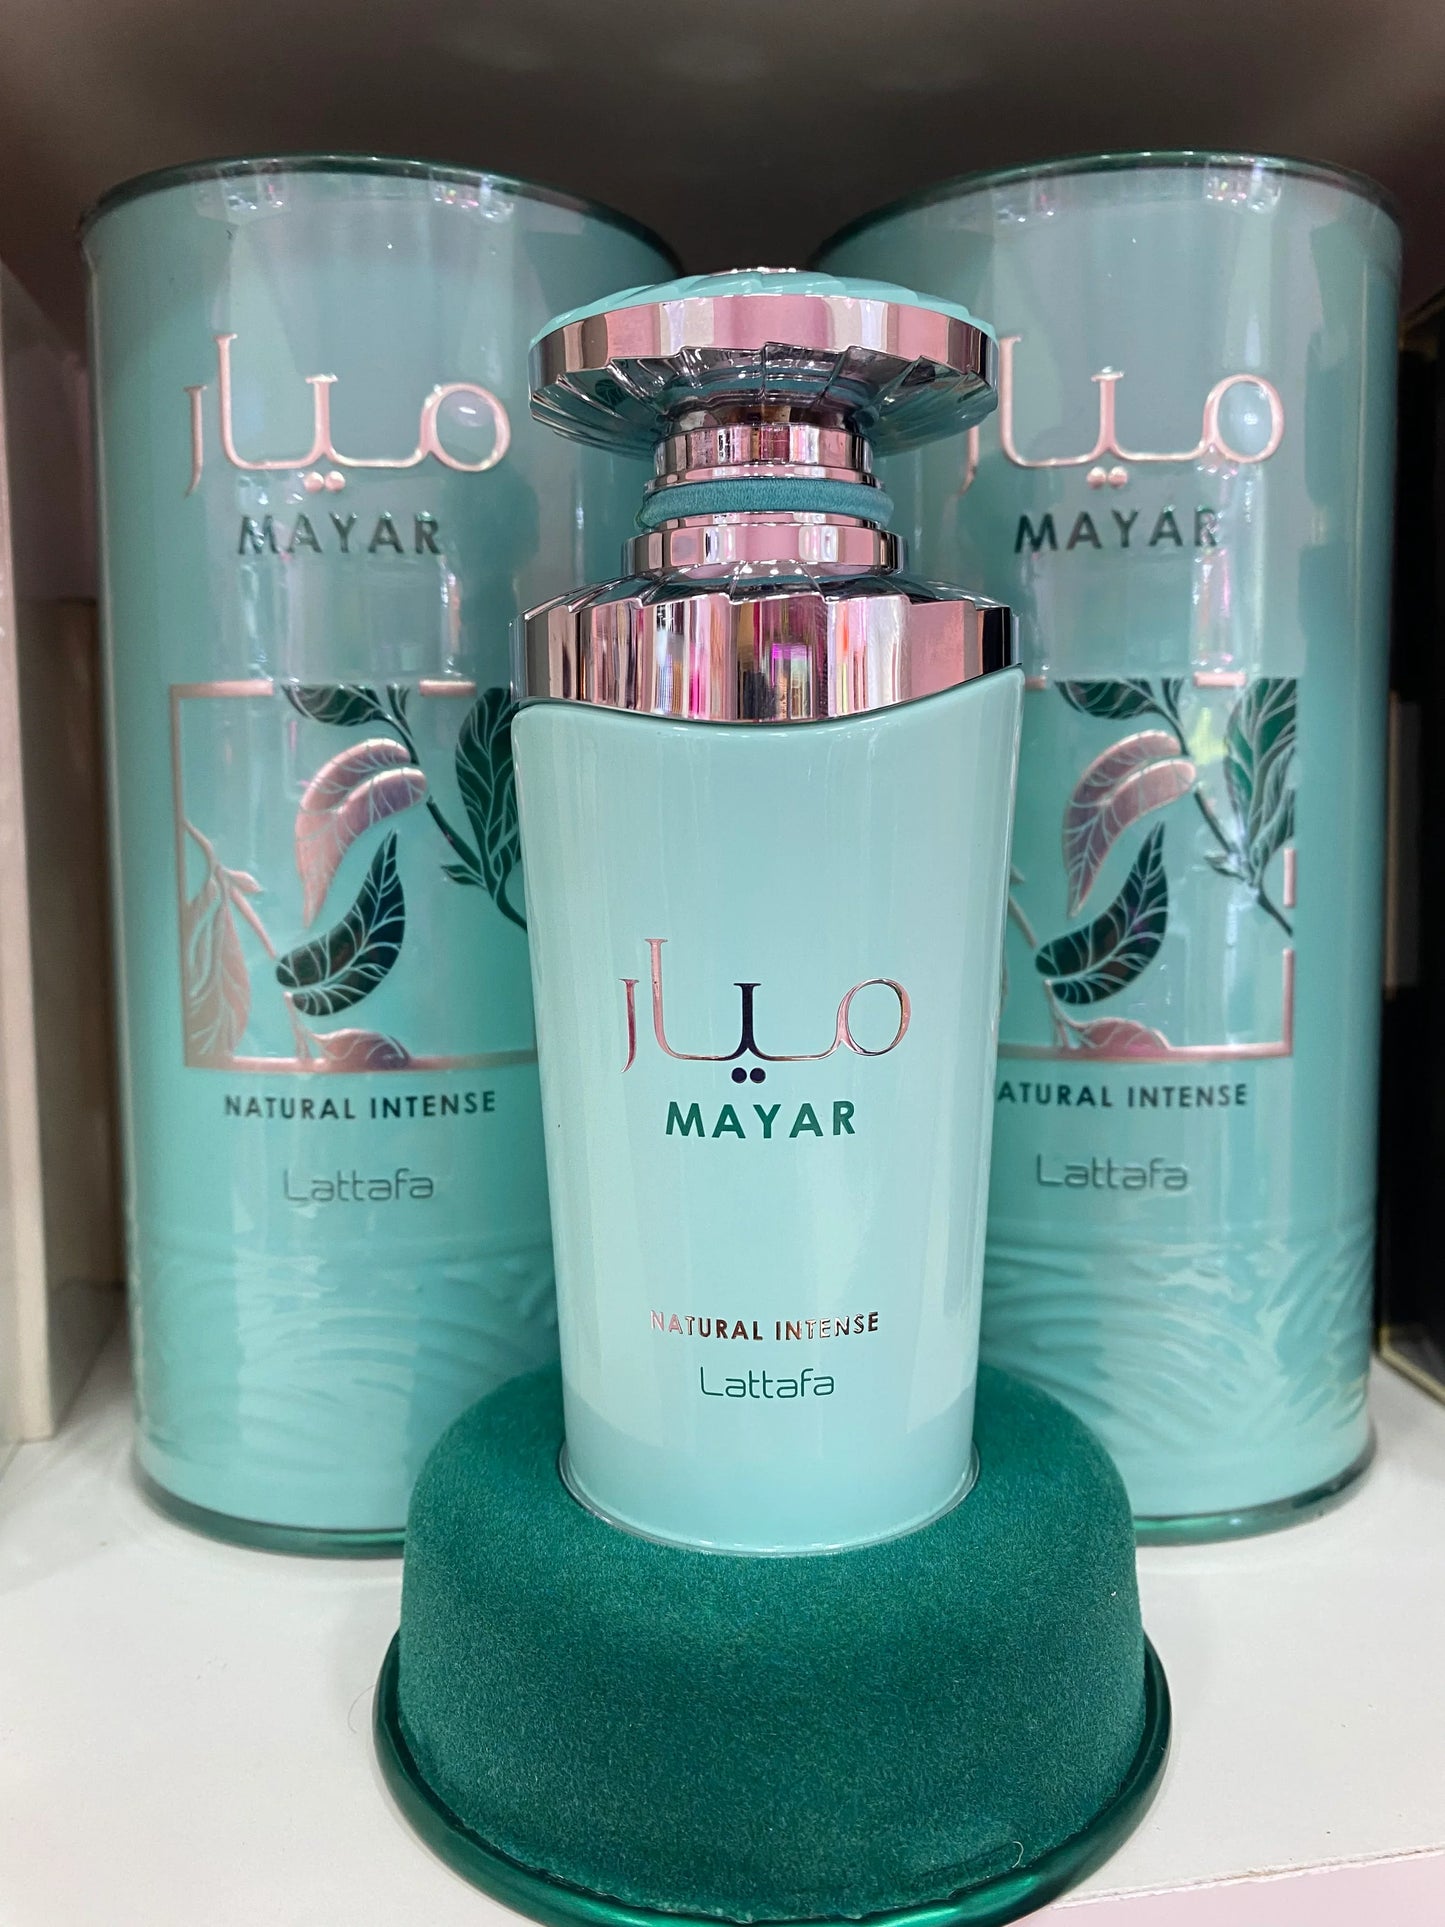 ميار
MAYAR
NATURAL INTENSE
Lattafa
ميار
MAYAR
NATURAL INTENSE
Lattafa
ميار
MAYAR
ATURAL INTENSE
Lattafa